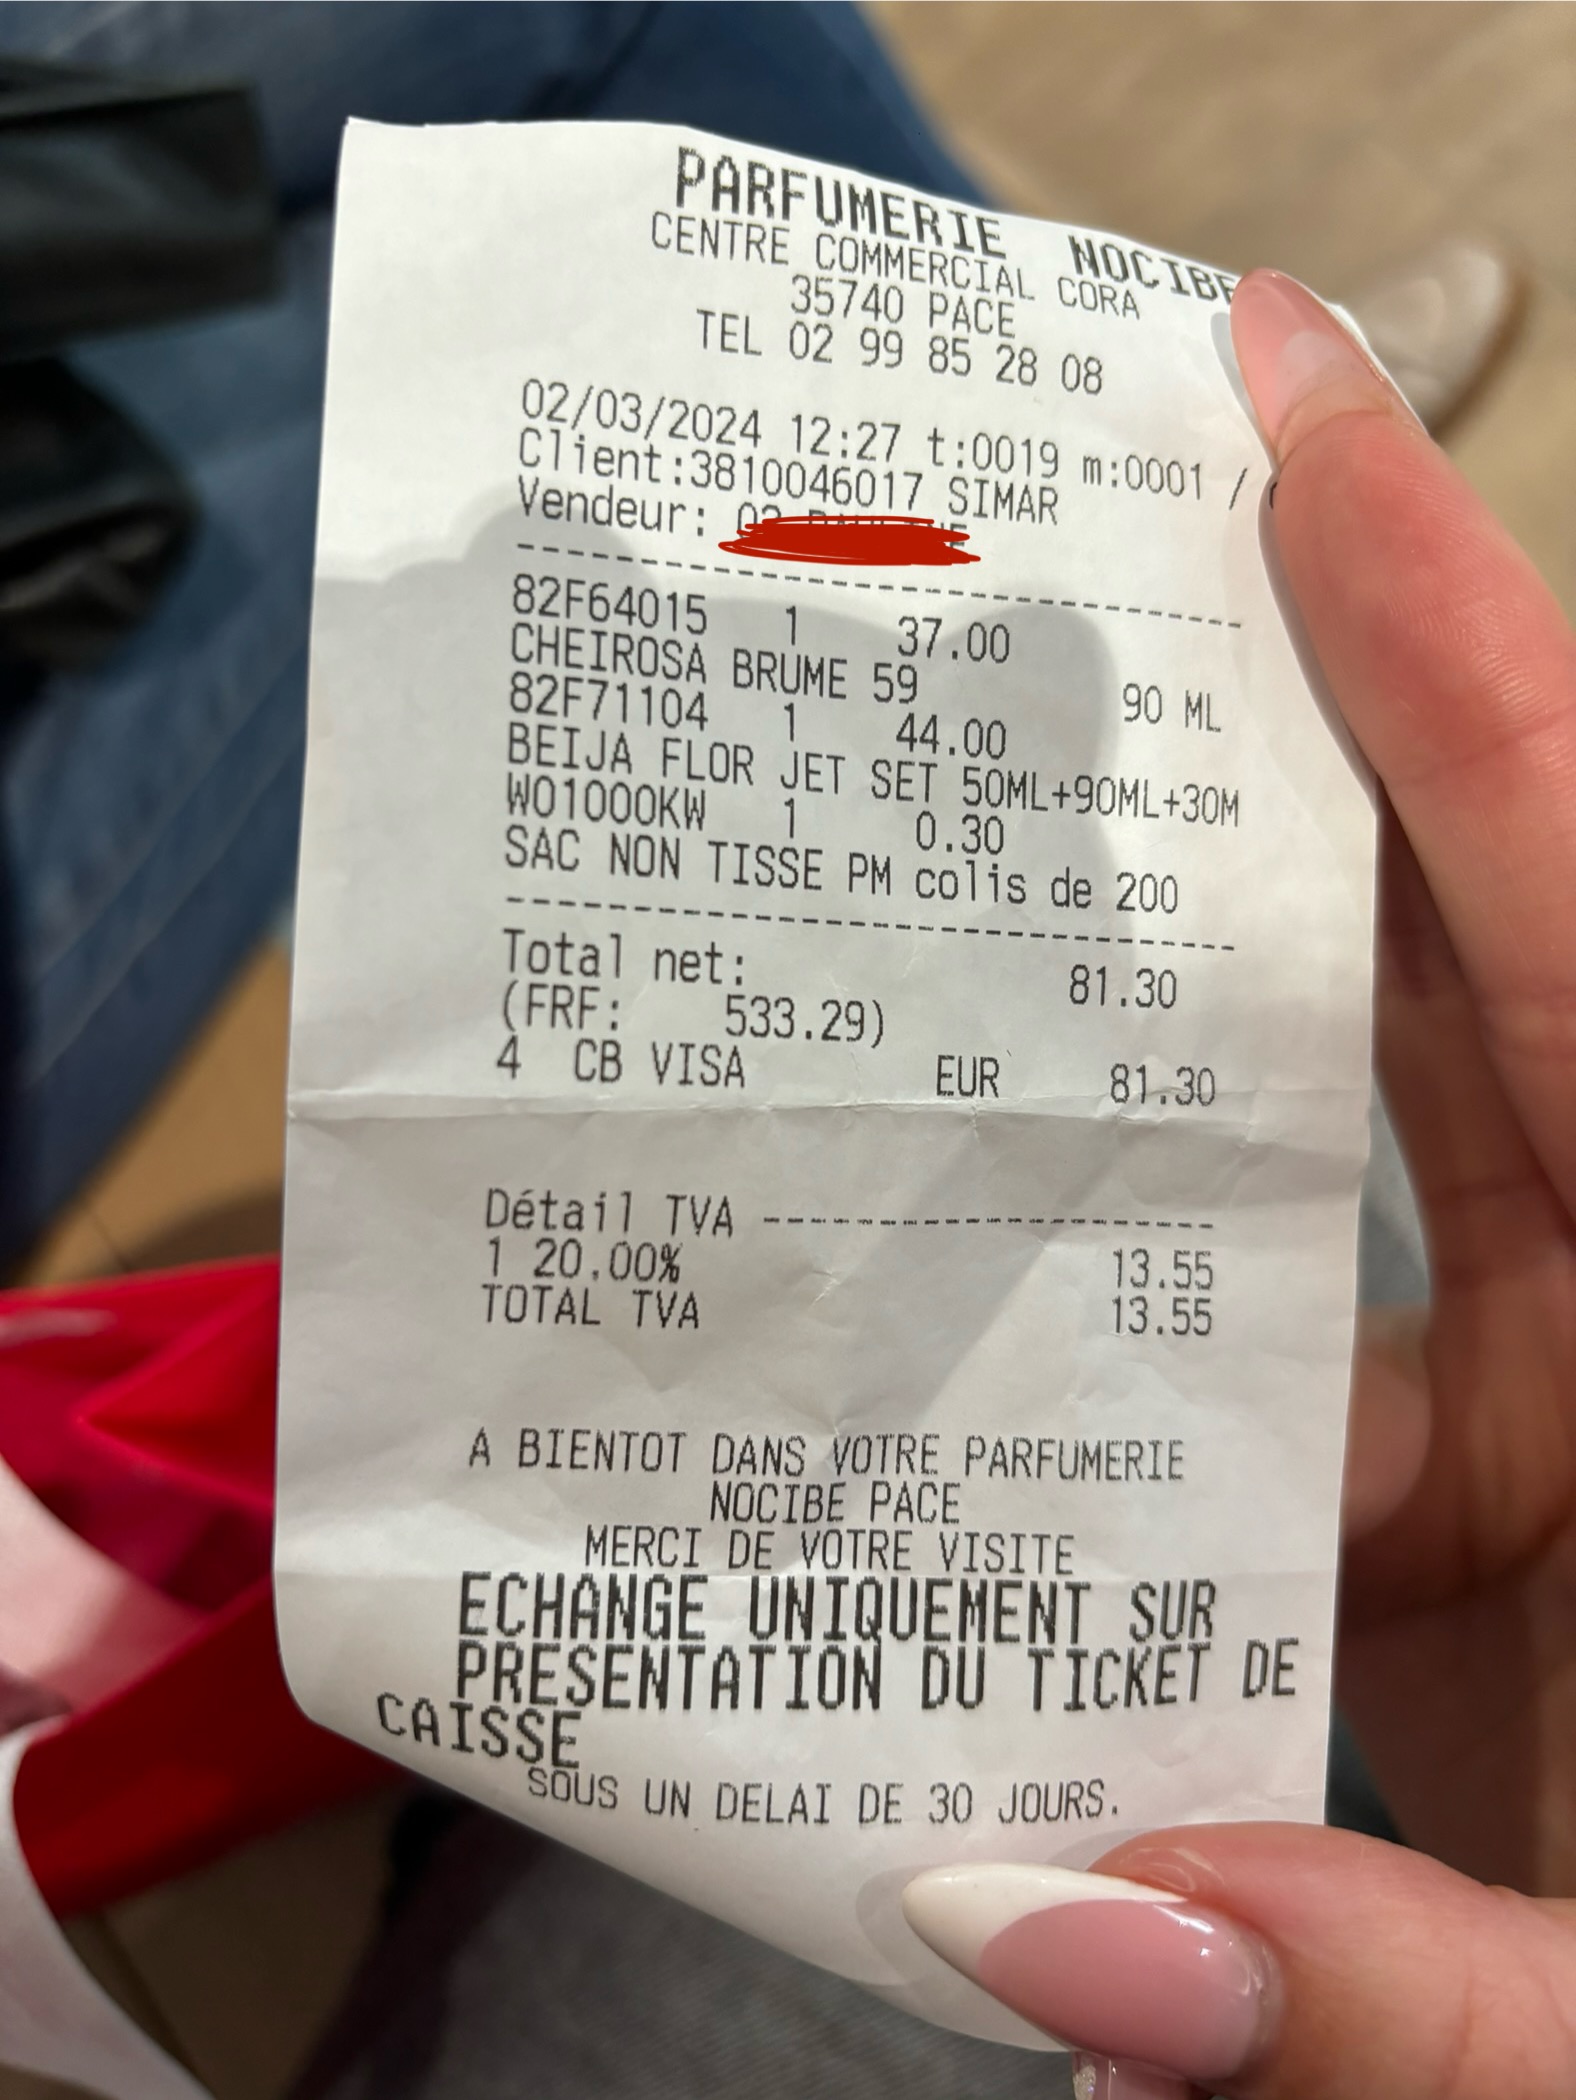 PARFUMERIE NOCIBE
CENTRE COMMERCIAL CORA
35740 PACE
TEL 02 99 85 28 08
02/03/2024 12:27 t:0019 m:0001 /
Client:3810046017 SIMAR
Vendeur:
82F64015 1 37.00
CHEIROSA BRUME 59 90 ML
82F71104 1 44.00
BEIJA FLOR JET SET 50ML+90ML+30M
W01000KW 1 0.30
SAC NON TISSE PM colis de 200
Total net: 81.30
(FRF: 533.29)
4 CB VISA EUR 81.30
Détail TVA
1 20.00% 13.55
TOTAL TVA 13.55
A BIENTOT DANS VOTRE PARFUMERIE
NOCIBE PACE
MERCI DE VOTRE VISITE
ECHANGE UNIQUEMENT SUR
PRESENTATION DU TICKET DE
CAISSE
SOUS UN DELAI DE 30 JOURS.